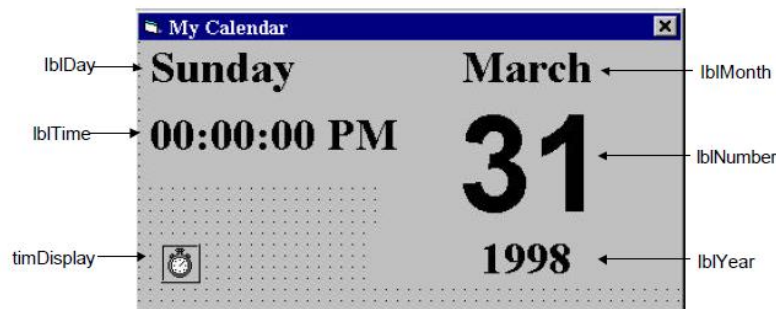 My Calendar
lblDay Sunday March lblMonth
lblTime 00:00:00 PM 31 lblNumber
timDisplay 1998 lblYear